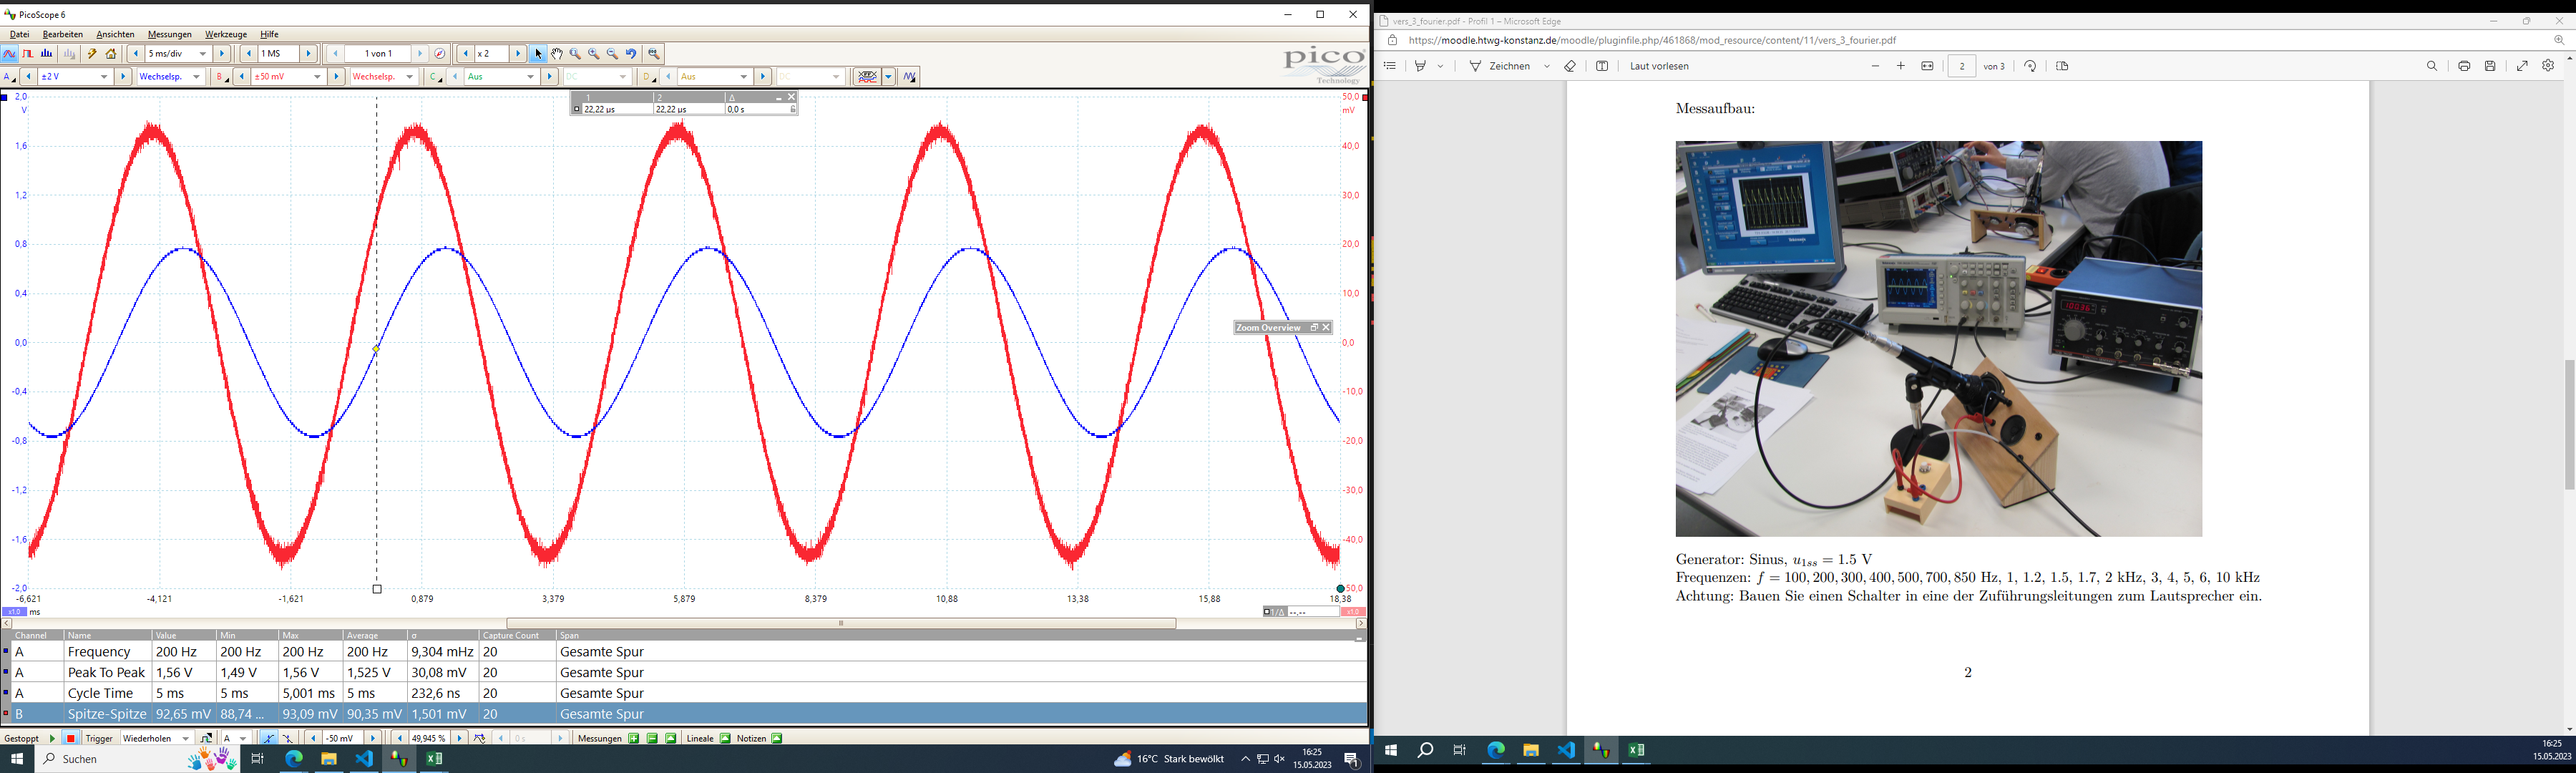 PicoScope 6
Datei Bearbeiten Ansichten Messungen Werkzeuge Hilfe
5 ms/div 1 MS 1 von 1 x 2
A ±2 V Wechselsp. B ±50 mV Wechselsp. C Aus DC D Aus DC
pico
Technology
1 2 Δ
22,22 µs 22,22 µs 0,0 s
2,0 50,0
V mV
1,6 40,0
1,2 30,0
0,8 20,0
0,4 10,0
Zoom Overview
0,0 0,0
-0,4 -10,0
-0,8 -20,0
-1,2 -30,0
-1,6 -40,0
-2,0 -50,0
-6,621 -4,121 -1,621 0,879 3,379 5,879 8,379 10,88 13,38 15,88 18,38
x1,0 ms 1/Δ --,-- x1,0
Channel Name Value Min Max Average σ Capture Count Span
A Frequency 200 Hz 200 Hz 200 Hz 200 Hz 9,304 mHz 20 Gesamte Spur
A Peak To Peak 1,56 V 1,49 V 1,56 V 1,525 V 30,08 mV 20 Gesamte Spur
A Cycle Time 5 ms 5 ms 5,001 ms 5 ms 232,6 ns 20 Gesamte Spur
B Spitze-Spitze 92,65 mV 88,74 ... 93,09 mV 90,35 mV 1,501 mV 20 Gesamte Spur
Gestoppt Trigger Wiederholen A -50 mV 49,945 % 0 s Messungen Lineale Notizen
Suchen 16°C Stark bewölkt 16:25
15.05.2023
vers_3_fourier.pdf - Profil 1 – Microsoft Edge
https://moodle.htwg-konstanz.de/moodle/pluginfile.php/461868/mod_resource/content/11/vers_3_fourier.pdf
Zeichnen Laut vorlesen 2 von 3
Messaufbau:
Generator: Sinus, u1ss = 1.5 V
Frequenzen: f = 100, 200, 300, 400, 500, 700, 850 Hz, 1, 1.2, 1.5, 1.7, 2 kHz, 3, 4, 5, 6, 10 kHz
Achtung: Bauen Sie einen Schalter in eine der Zuführungsleitungen zum Lautsprecher ein.
2
16:25
15.05.2023